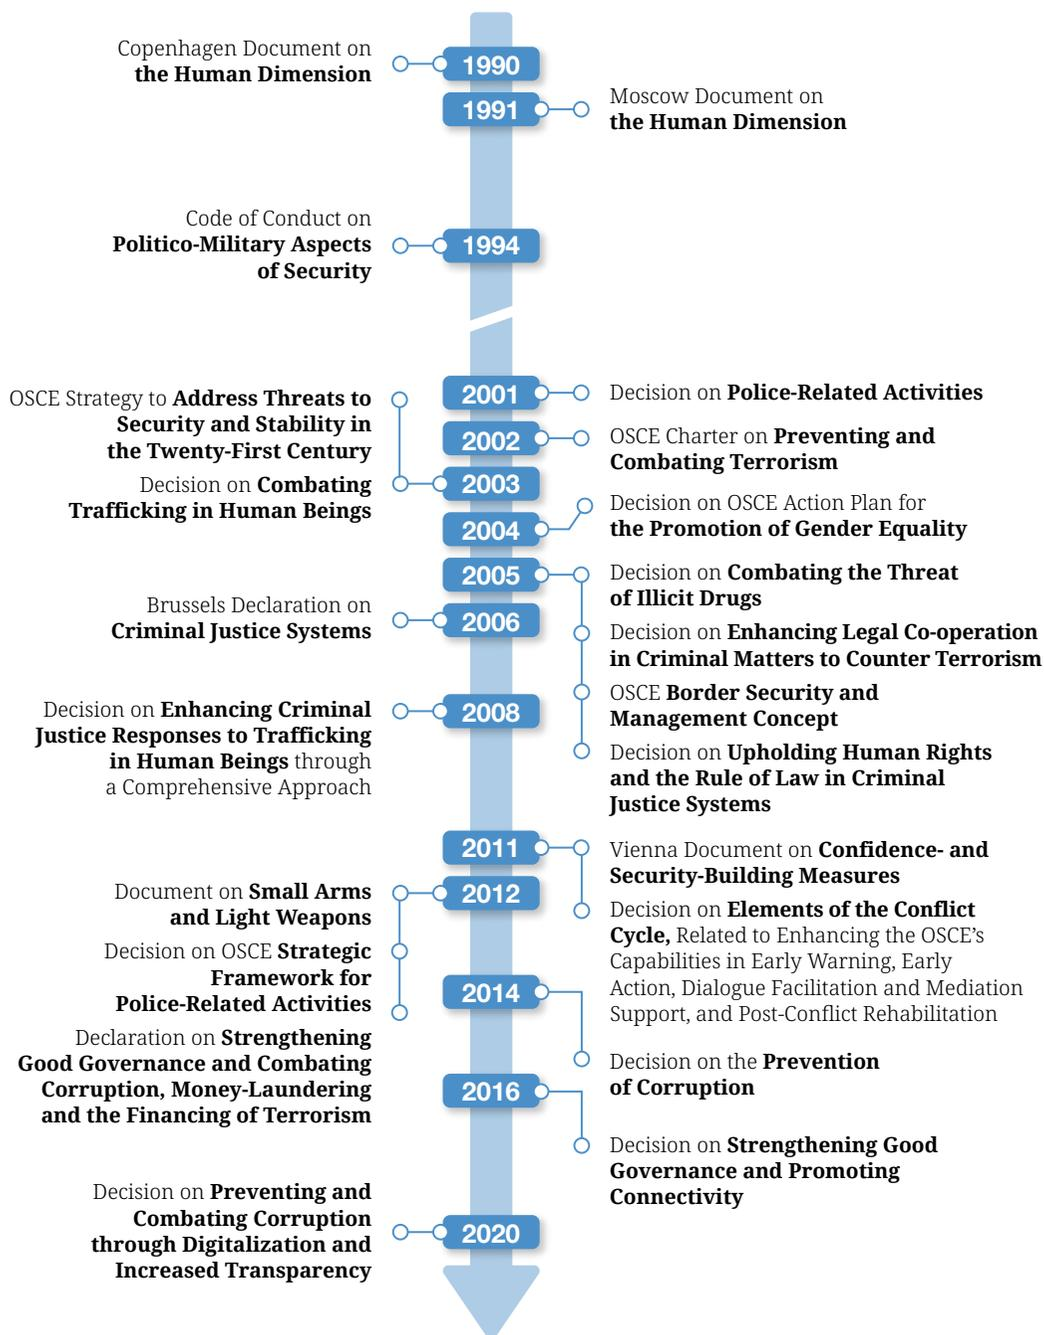 Copenhagen Document on
the Human Dimension
1990
1991
Moscow Document on
the Human Dimension
Code of Conduct on
Politico-Military Aspects
of Security
1994
2001
Decision on Police-Related Activities
OSCE Strategy to Address Threats to
Security and Stability in
the Twenty-First Century
2002
OSCE Charter on Preventing and
Combating Terrorism
Decision on Combating
Trafficking in Human Beings
2003
2004
Decision on OSCE Action Plan for
the Promotion of Gender Equality
2005
Decision on Combating the Threat
of Illicit Drugs
Decision on Enhancing Legal Co-operation
in Criminal Matters to Counter Terrorism
OSCE Border Security and
Management Concept
Decision on Upholding Human Rights
and the Rule of Law in Criminal
Justice Systems
Brussels Declaration on
Criminal Justice Systems
2006
Decision on Enhancing Criminal
Justice Responses to Trafficking
in Human Beings through
a Comprehensive Approach
2008
2011
Vienna Document on Confidence- and
Security-Building Measures
Decision on Elements of the Conflict
Cycle, Related to Enhancing the OSCE’s
Capabilities in Early Warning, Early
Action, Dialogue Facilitation and Mediation
Support, and Post-Conflict Rehabilitation
Document on Small Arms
and Light Weapons
2012
Decision on OSCE Strategic
Framework for
Police-Related Activities
Declaration on Strengthening
Good Governance and Combating
Corruption, Money-Laundering
and the Financing of Terrorism
2014
Decision on the Prevention
of Corruption
2016
Decision on Strengthening Good
Governance and Promoting
Connectivity
Decision on Preventing and
Combating Corruption
through Digitalization and
Increased Transparency
2020